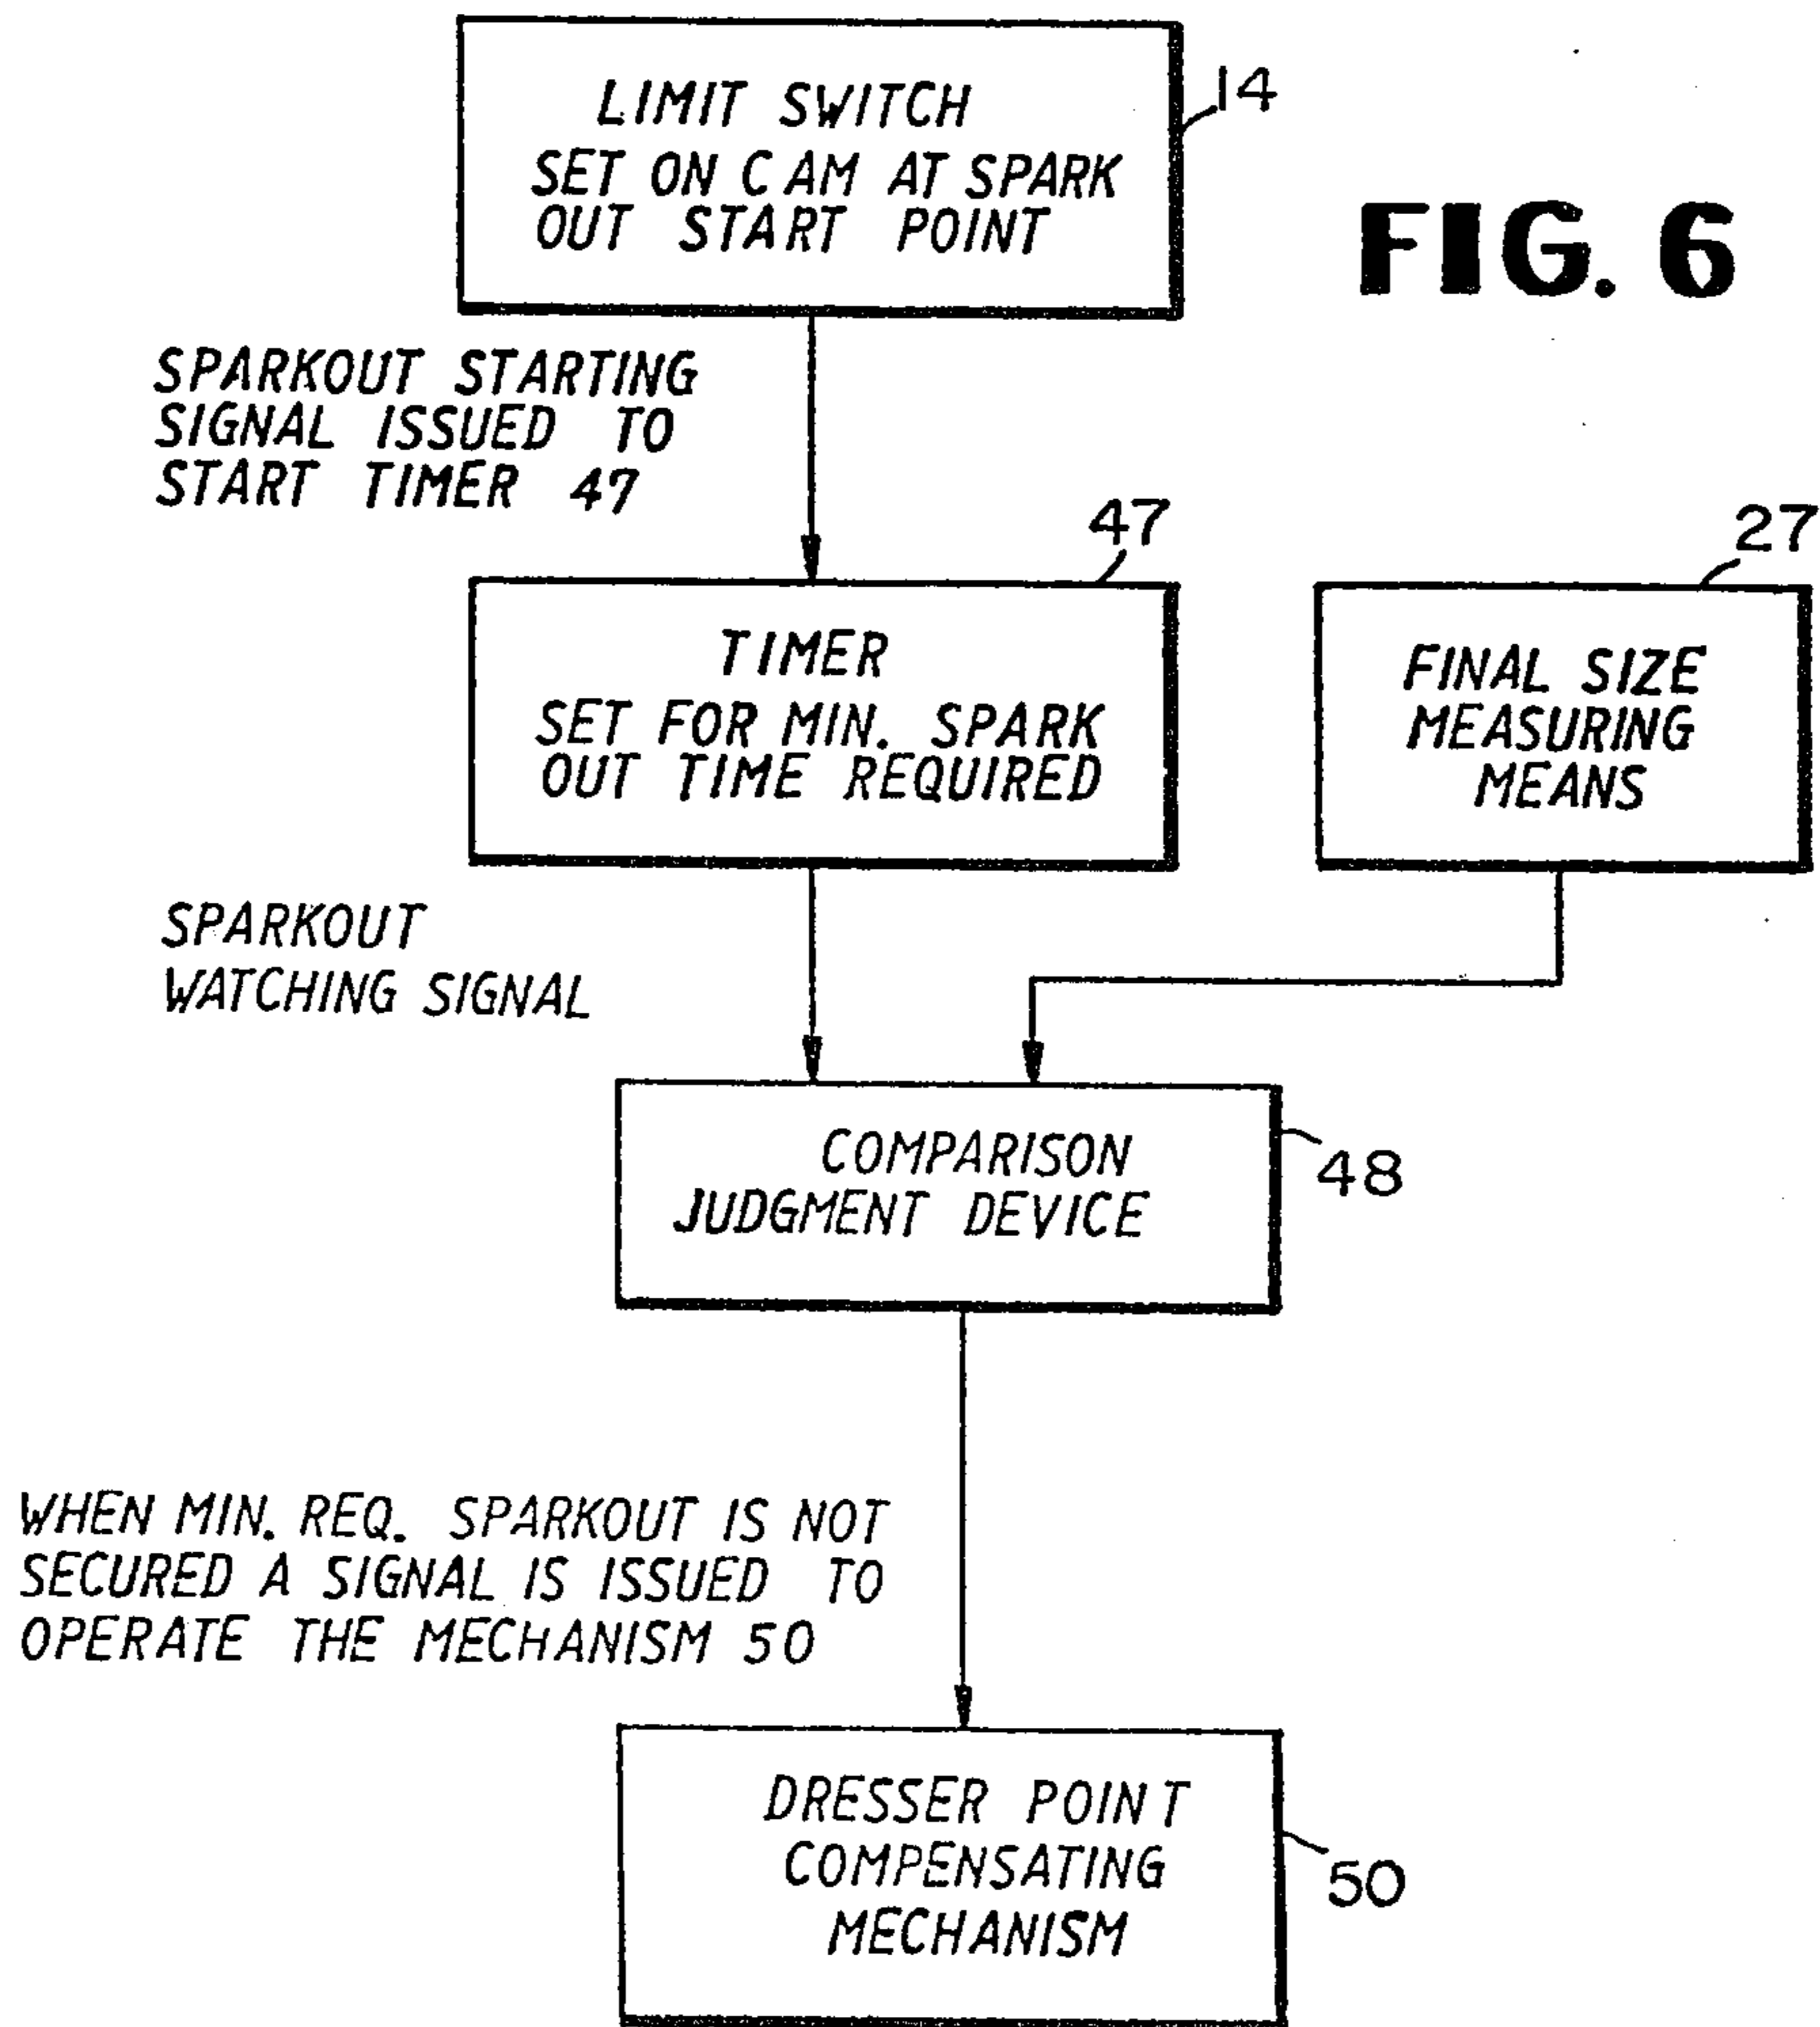 LIMIT SWITCH
SET ON CAM AT SPARK
OUT START POINT
14
FIG. 6
SPARKOUT STARTING
SIGNAL ISSUED TO
START TIMER 47
47
27
TIMER
SET FOR MIN. SPARK
OUT TIME REQUIRED
FINAL SIZE
MEASURING
MEANS
SPARKOUT
WATCHING SIGNAL
COMPARISON
JUDGMENT DEVICE
48
WHEN MIN. REQ. SPARKOUT IS NOT
SECURED A SIGNAL IS ISSUED TO
OPERATE THE MECHANISM 50
DRESSER POINT
COMPENSATING
MECHANISM
50